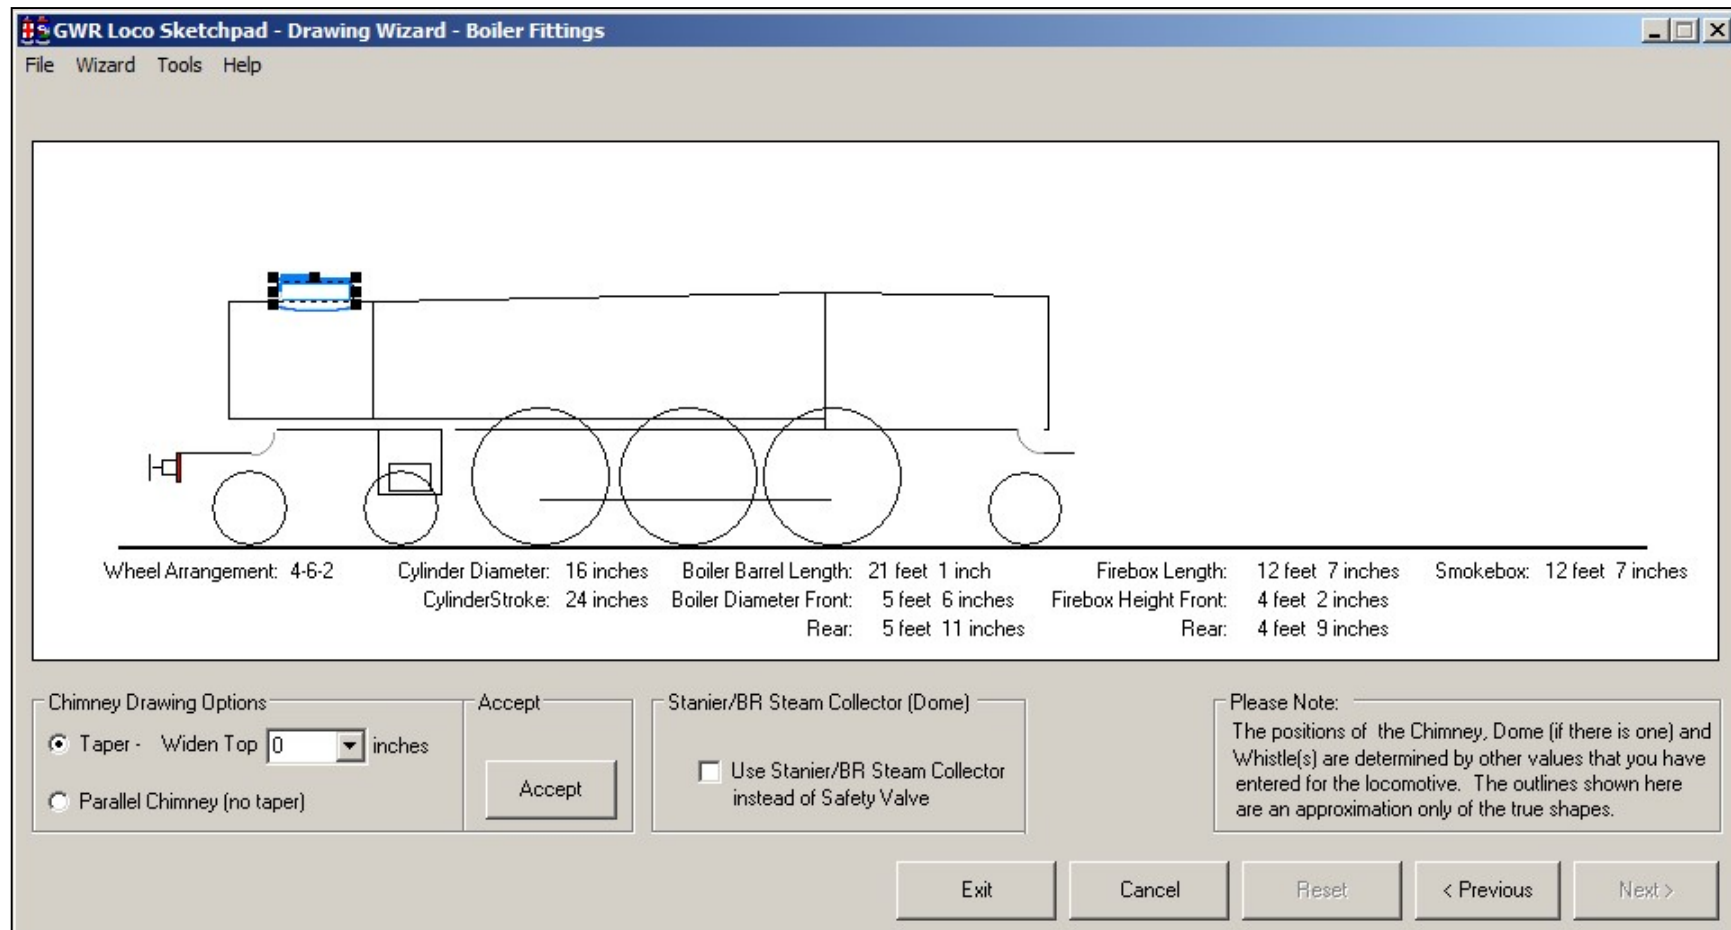 GWR Loco Sketchpad - Drawing Wizard - Boiler Fittings
File Wizard Tools Help
Wheel Arrangement: 4-6-2 Cylinder Diameter: 16 inches Boiler Barrel Length: 21 feet 1 inch Firebox Length: 12 feet 7 inches Smokebox: 12 feet 7 inches
CylinderStroke: 24 inches Boiler Diameter Front: 5 feet 6 inches Firebox Height Front: 4 feet 2 inches
Rear: 5 feet 11 inches Rear: 4 feet 9 inches
Chimney Drawing Options
Taper - Widen Top 0 inches
Parallel Chimney (no taper)
Accept
Accept
Stanier/BR Steam Collector (Dome)
Use Stanier/BR Steam Collector
instead of Safety Valve
Please Note:
The positions of the Chimney, Dome (if there is one) and
Whistle(s) are determined by other values that you have
entered for the locomotive. The outlines shown here
are an approximation only of the true shapes.
Exit Cancel Reset < Previous Next >